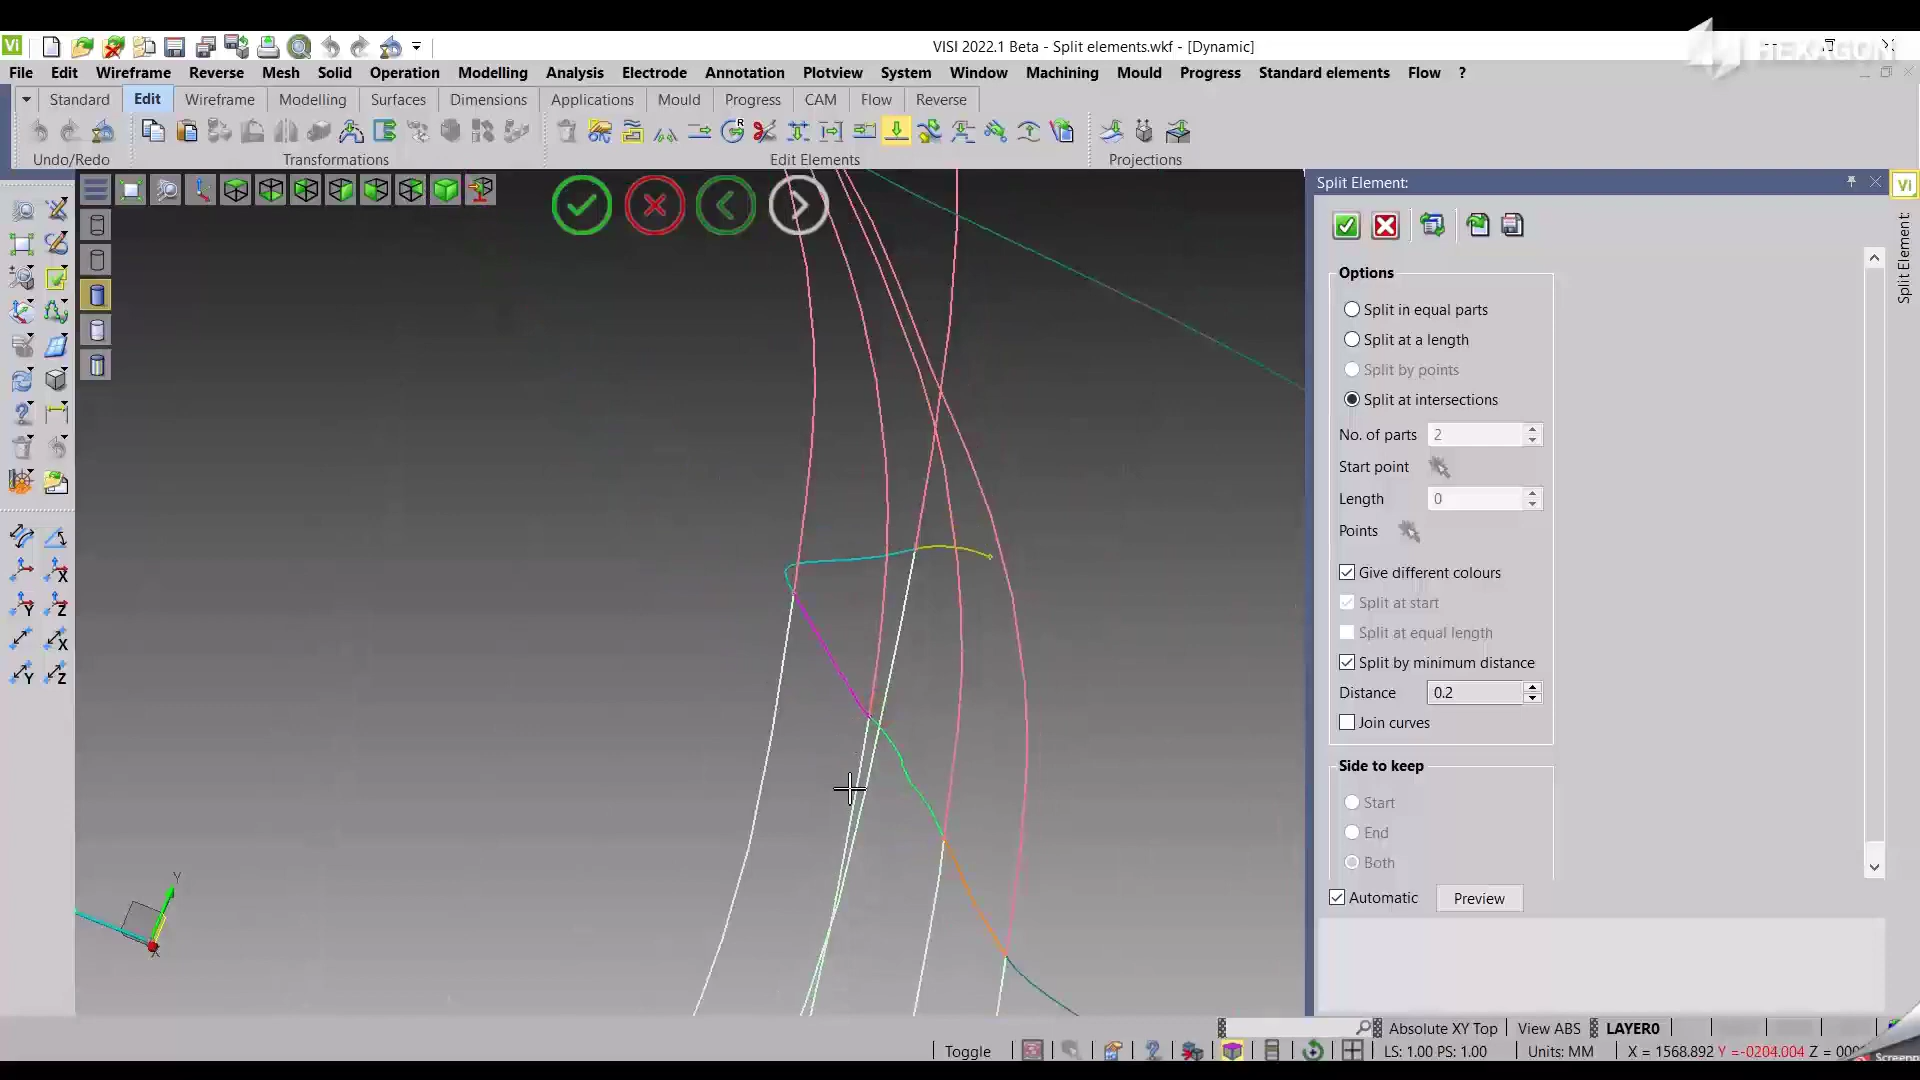 HEXAGON
VISI 2022.1 Beta - Split elements.wkf - [Dynamic]
File Edit Wireframe Reverse Mesh Solid Operation Modelling Analysis Electrode Annotation Plotview System Window Machining Mould Progress Standard elements Flow ?
Standard Edit Wireframe Modelling Surfaces Dimensions Applications Mould Progress CAM Flow Reverse
Undo/Redo Transformations Edit Elements Projections
Split Element:
Vi
Split Element
Options
Split in equal parts
Split at a length
Split by points
Split at intersections
No. of parts 2
Start point
Length 0
Points
Give different colours
Split at start
Split at equal length
Split by minimum distance
Distance 0.2
Join curves
Side to keep
Start
End
Both
Automatic Preview
Y
X
Absolute XY Top View ABS LAYER0
Toggle LS: 1.00 PS: 1.00 Units: MM X = 1568.892 Y =-0204.004 Z =